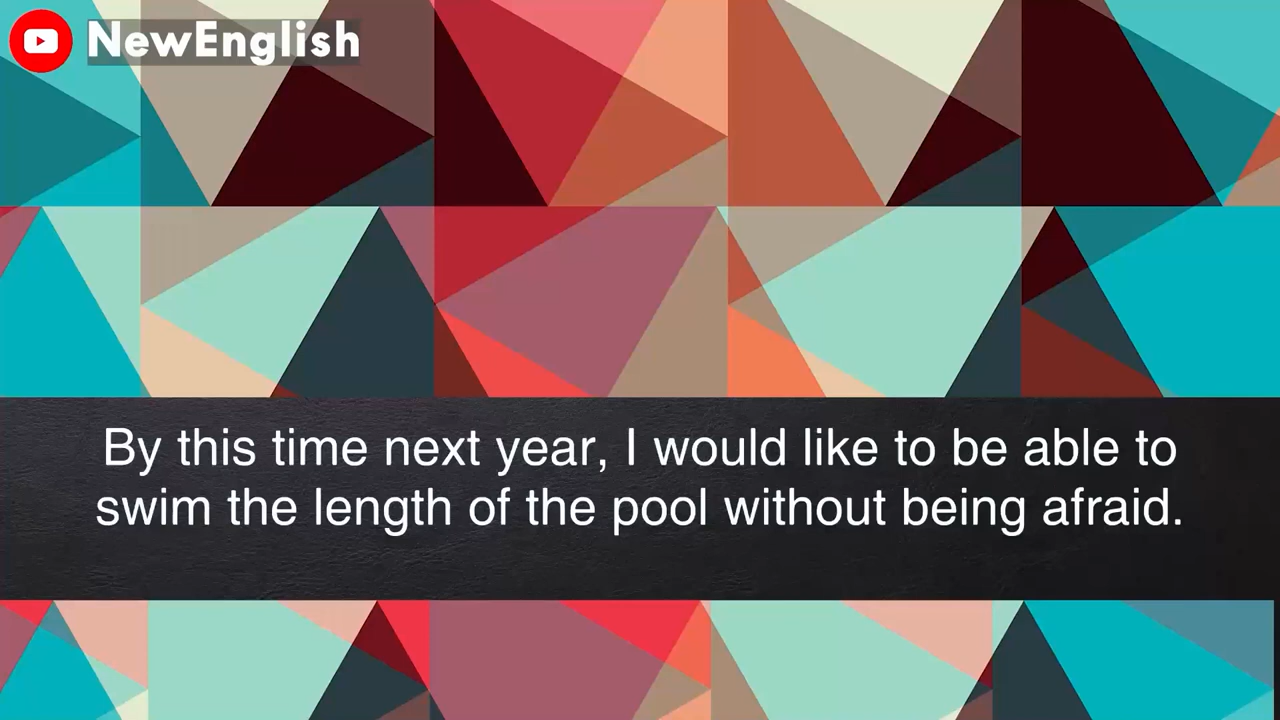 NewEnglish
By this time next year, I would like to be able to
swim the length of the pool without being afraid.